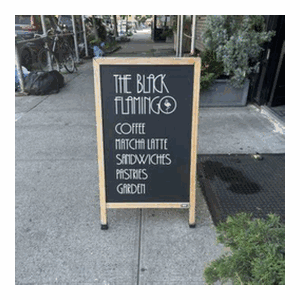 THE BLACK
FLAMINGO
COFFEE
MATCHA LATTE
SANDWICHES
PASTRIES
GARDEN